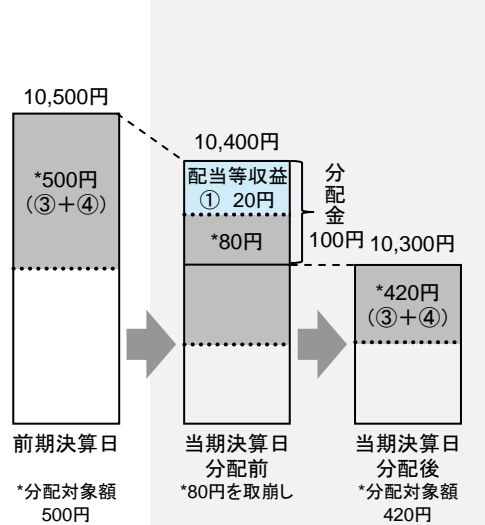 10,500円
*500円
(③+④)
前期決算日
*分配対象額
500円
10,400円
配当等収益
① 20円
*80円
分配金
100円
当期決算日
分配前
*80円を取崩し
10,300円
*420円
(③+④)
当期決算日
分配後
*分配対象額
420円